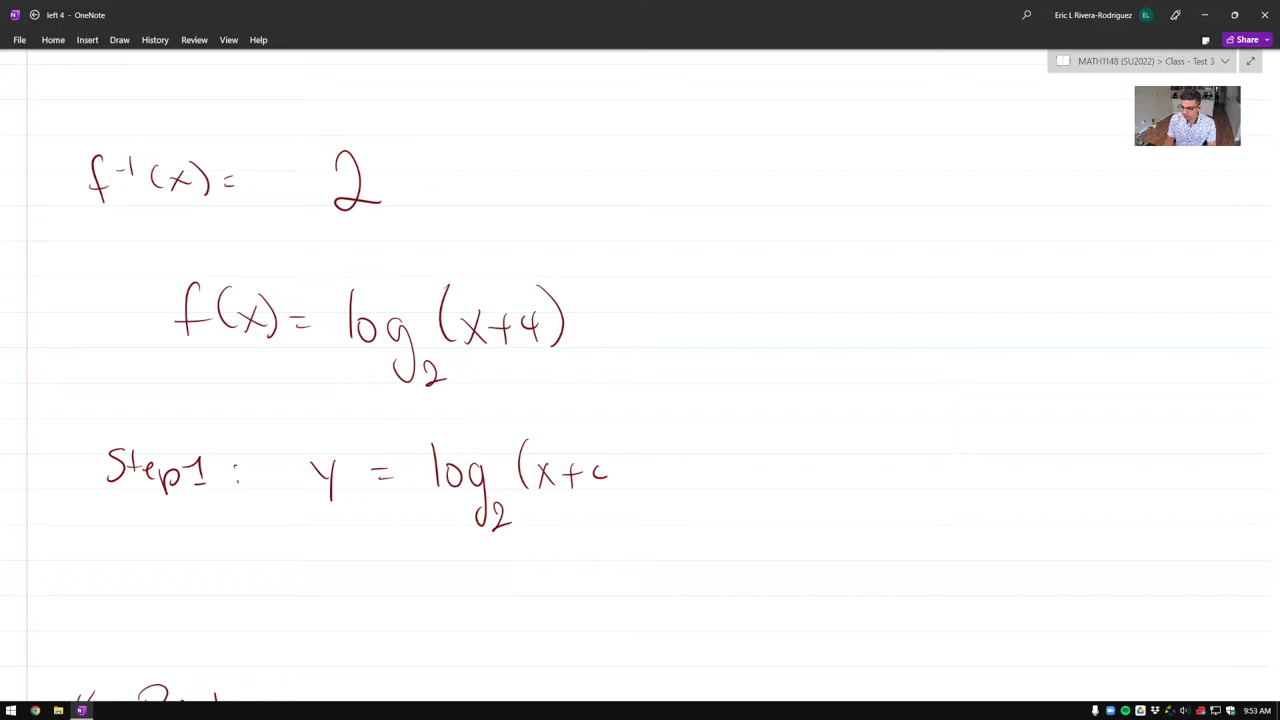 left 4 - OneNote
Eric L Rivera-Rodriguez
EL
File Home Insert Draw History Review View Help
Share
MATH1148 (SU2022) > Class - Test 3
f⁻¹(x) = 2
f(x) = log₂(x+4)
Step 1 : y = log₂(x+c
9:53 AM